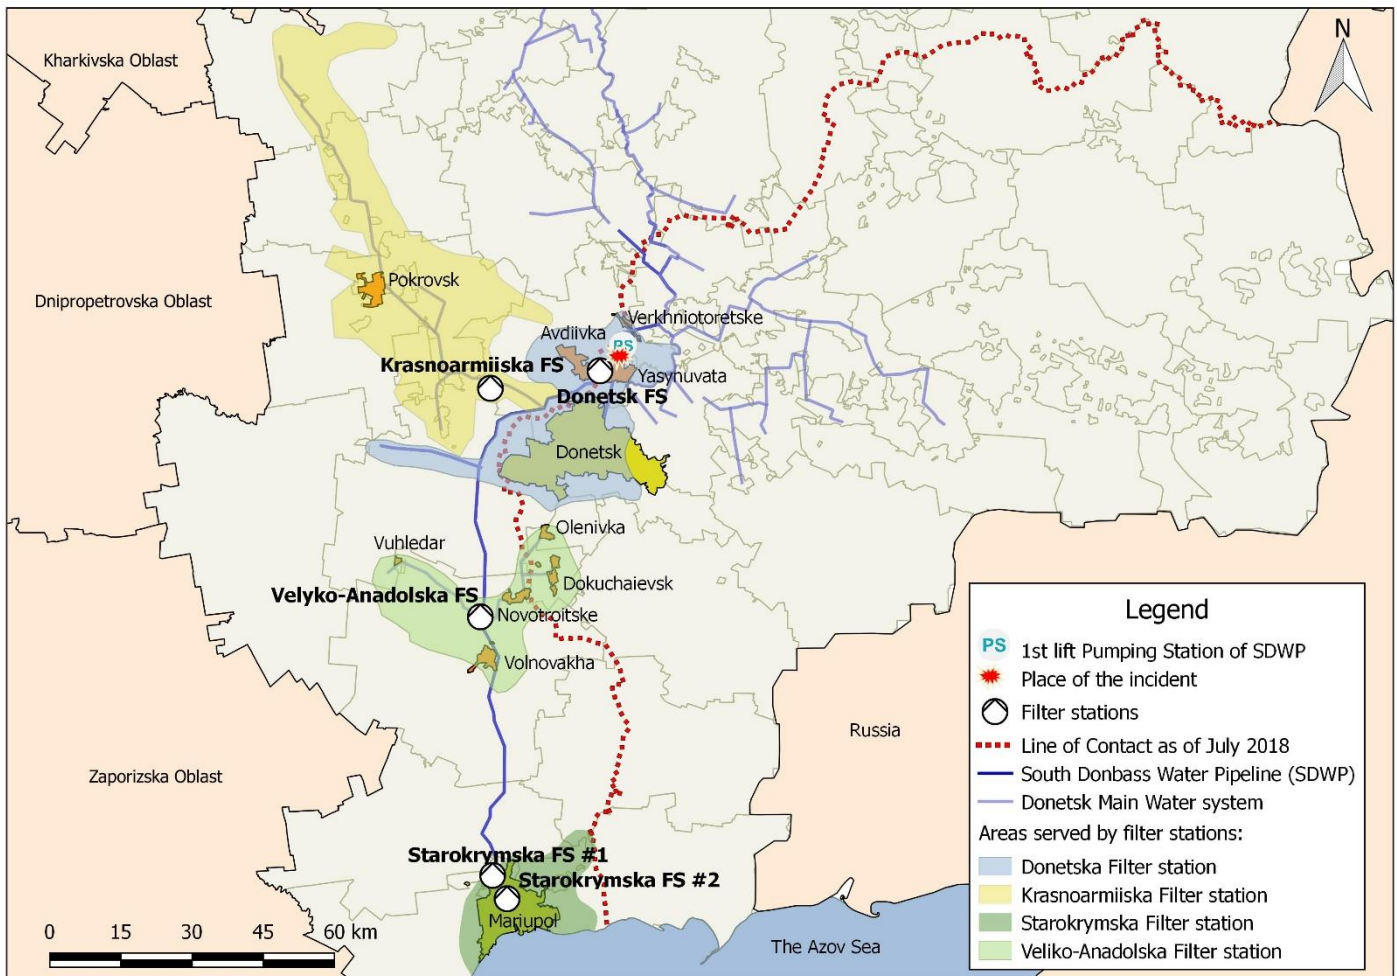 Kharkivska Oblast
N
Dnipropetrovska Oblast
Pokrovsk
Verkhniotoretske
Avdiivka
PS
Krasnoarmiiska FS
Yasynuvata
Donetsk FS
Donetsk
Olenivka
Vuhledar
Dokuchaievsk
Velyko-Anadolska FS
Novotroitske
Volnovakha
Zaporizska Oblast
Russia
Starokrymska FS #1
Starokrymska FS #2
Mariupol
The Azov Sea
0 15 30 45 60 km
Legend
PS 1st lift Pumping Station of SDWP
Place of the incident
Filter stations
Line of Contact as of July 2018
South Donbass Water Pipeline (SDWP)
Donetsk Main Water system
Areas served by filter stations:
Donetska Filter station
Krasnoarmiiska Filter station
Starokrymska Filter station
Veliko-Anadolska Filter station